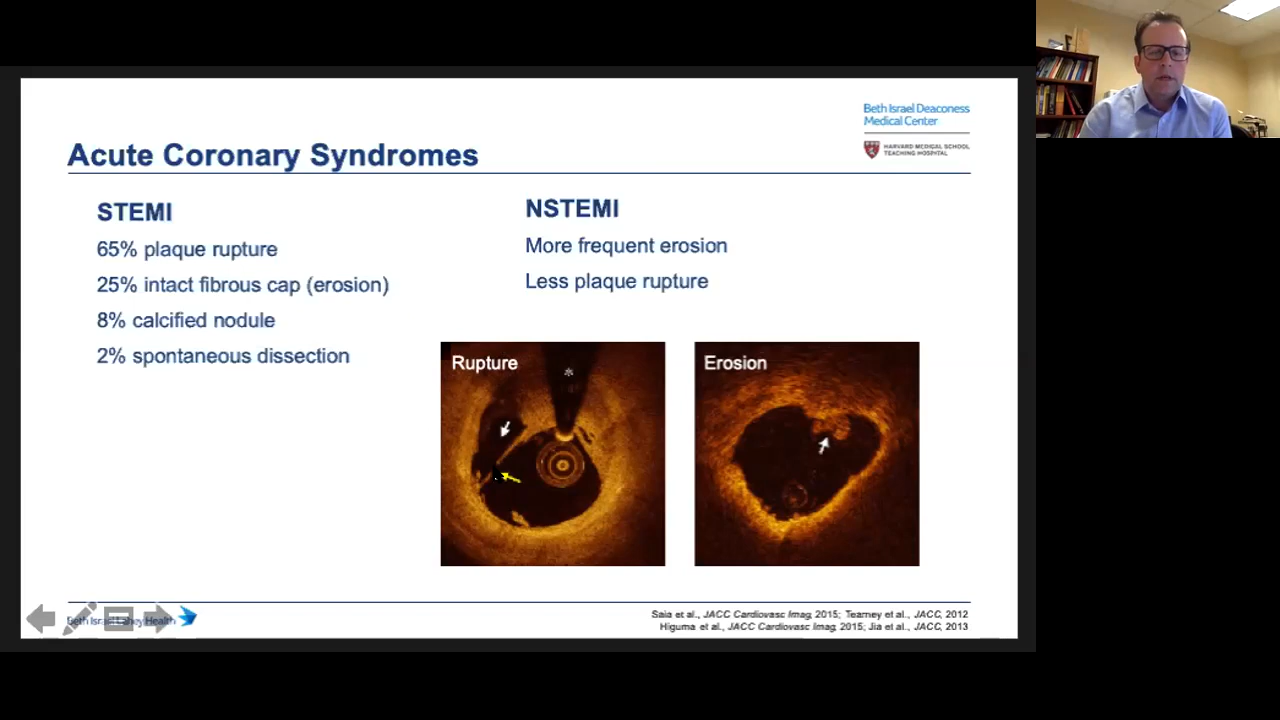 Beth Israel Deaconess
Medical Center
HARVARD MEDICAL SCHOOL
TEACHING HOSPITAL
Acute Coronary Syndromes
STEMI
65% plaque rupture
25% intact fibrous cap (erosion)
8% calcified nodule
2% spontaneous dissection
NSTEMI
More frequent erosion
Less plaque rupture
Rupture
*
Erosion
Beth Israel Lahey Health
Saia et al., JACC Cardiovasc Imag, 2015; Tearney et al., JACC, 2012
Higuma et al., JACC Cardiovasc Imag, 2015; Jia et al., JACC, 2013